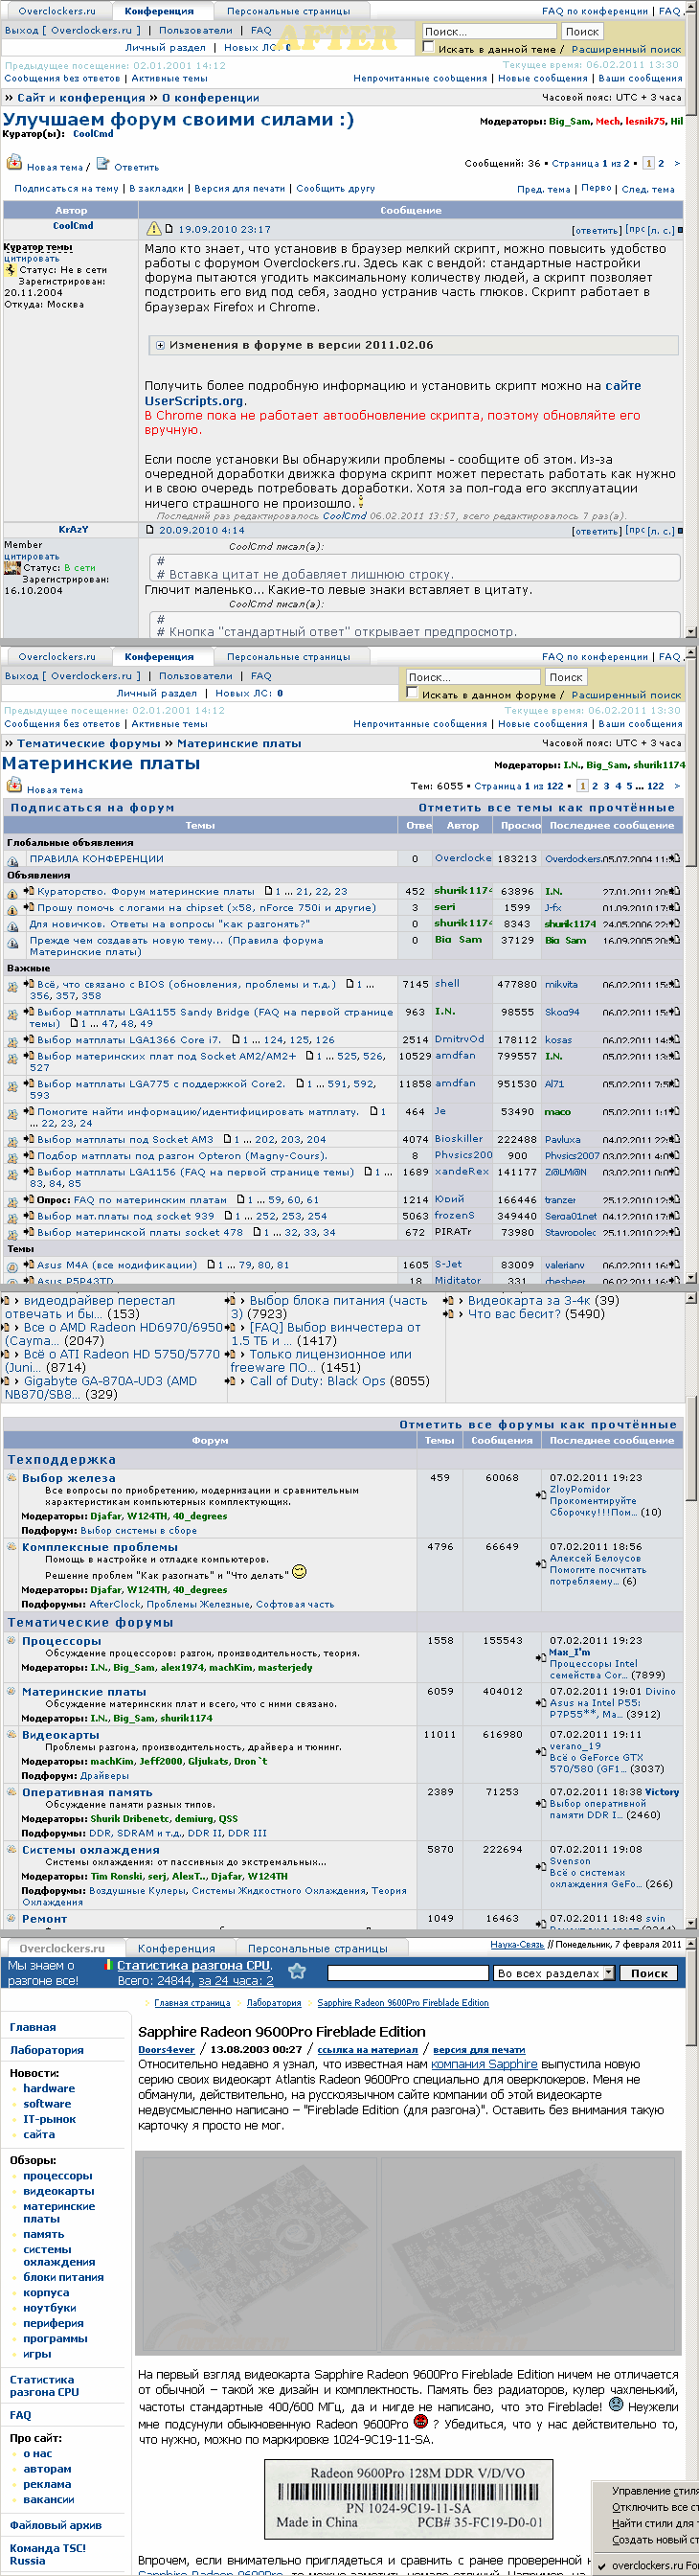 Overclockers.ru Конференция Персональные страницы FAQ по конференции | FAQ
Выход [ Overclockers.ru ] | Пользователи | FAQ Поиск... Поиск
Личный раздел | Новых ЛС: 0 AFTER Искать в данной теме / Расширенный поиск
Предыдущее посещение: 02.01.2001 14:12 Текущее время: 06.02.2011 13:30
Сообщения без ответов | Активные темы Непрочитанные сообщения | Новые сообщения | Ваши сообщения
» Сайт и конференция » О конференции Часовой пояс: UTC + 3 часа
Улучшаем форум своими силами :) Модераторы: Big_Sam, Mech, lesnik75, Hil
Куратор(ы): CoolCmd
Новая тема / Ответить Сообщений: 36 • Страница 1 из 2 • 1 2 >
Подписаться на тему | В закладки | Версия для печати | Сообщить другу Пред. тема | Перво | След. тема
Автор Сообщение
CoolCmd 19.09.2010 23:17 [ответить] [прс [л. с.]
Куратор темы
цитировать
Статус: Не в сети
Зарегистрирован:
20.11.2004
Откуда: Москва
Мало кто знает, что установив в браузер мелкий скрипт, можно повысить удобство
работы с форумом Overclockers.ru. Здесь как с вендой: стандартные настройки
форума пытаются угодить максимальному количеству людей, а скрипт позволяет
подстроить его вид под себя, заодно устранив часть глюков. Скрипт работает в
браузерах Firefox и Chrome.
Изменения в форуме в версии 2011.02.06
Получить более подробную информацию и установить скрипт можно на сайте
UserScripts.org.
В Chrome пока не работает автообновление скрипта, поэтому обновляйте его
вручную.
Если после установки Вы обнаружили проблемы - сообщите об этом. Из-за
очередной доработки движка форума скрипт может перестать работать как нужно
и в свою очередь потребовать доработки. Хотя за пол-года его эксплуатации
ничего страшного не произошло.
Последний раз редактировалось CoolCmd 06.02.2011 13:57, всего редактировалось 7 раз(а).
KrAzY 20.09.2010 4:14 [ответить] [прс [л. с.]
Member
цитировать
Статус: В сети
Зарегистрирован:
16.10.2004
CoolCmd писал(а):
#
# Вставка цитат не добавляет лишнюю строку.
Глючит маленько... Какие-то левые знаки вставляет в цитату.
CoolCmd писал(а):
#
# Кнопка "стандартный ответ" открывает предпросмотр.
Overclockers.ru Конференция Персональные страницы FAQ по конференции | FAQ
Выход [ Overclockers.ru ] | Пользователи | FAQ Поиск... Поиск
Личный раздел | Новых ЛС: 0 Искать в данном форуме / Расширенный поиск
Предыдущее посещение: 02.01.2001 14:12 Текущее время: 06.02.2011 13:30
Сообщения без ответов | Активные темы Непрочитанные сообщения | Новые сообщения | Ваши сообщения
» Тематические форумы » Материнские платы Часовой пояс: UTC + 3 часа
Материнские платы Модераторы: I.N., Big_Sam, shurik1174
Новая тема Тем: 6055 • Страница 1 из 122 • 1 2 3 4 5 ... 122 >
Подписаться на форум Отметить все темы как прочтённые
Темы Отве Автор Просмо Последнее сообщение
Глобальные объявления
ПРАВИЛА КОНФЕРЕНЦИИ 0 Overclocke 183213 Overclockers. 05.07.2004 11:
Объявления
Кураторство. Форум материнские платы 1 ... 21, 22, 23 452 shurik1174 63896 I.N. 27.01.2011
Прошу помочь с логами на chipset (x58, nForce 750i и другие) 3 seri 1599 J-fx 01.09.2010
Для новичков. Ответы на вопросы "как разгонять?" 0 shurik1174 8343 shurik1174 24.05.2006
Прежде чем создавать новую тему... (Правила форума 0 Big_Sam 37129 Big_Sam 16.09.2005
Материнские платы)
Важные
Всё, что связано с BIOS (обновления, проблемы и т.д.) 1 ... 7145 shell 477880 mikvita 06.02.2011
356, 357, 358
Выбор матплаты LGA1155 Sandy Bridge (FAQ на первой странице 963 I.N. 98555 Skog94 06.02.2011
темы) 1 ... 47, 48, 49
Выбор матплаты LGA1366 Core i7. 1 ... 124, 125, 126 2514 DmitryOd 178112 kosas 06.02.2011
Выбор материнских плат под Socket AM2/AM2+ 1 ... 525, 526, 10529 amdfan 799557 I.N. 05.02.2011
527
Выбор матплаты LGA775 с поддержкой Core2. 1 ... 591, 592, 11858 amdfan 951530 Al71 05.02.2011
593
Помогите найти информацию/идентифицировать матплату. 1 464 Je 53490 maco 05.02.2011
... 22, 23, 24
Выбор матплаты под Socket AM3 1 ... 202, 203, 204 4074 Bioskiller 222488 Pavluxa 04.02.2011
Подбор матплаты под разгон Opteron (Magny-Cours). 8 Physics200 900 Physics2007 03.02.2011
Выбор матплаты LGA1156 (FAQ на первой странице темы) 1 ... 1689 xandeRex 141177 Z@LMi@N 03.02.2011
83, 84, 85
Опрос: FAQ по материнским платам 1 ... 59, 60, 61 1214 Юрий 166446 tranzer 25.12.2010
Выбор мат.платы под socket 939 1 ... 252, 253, 254 5063 frozenS 349440 Serga01net 04.12.2010
Выбор материнской платы socket 478 1 ... 32, 33, 34 672 PIRATr 73980 Stavropolec 25.11.2010
Темы
Asus M4A (все модификации) 1 ... 79, 80, 81 1605 S-Jet 83009 valerianv 06.02.2011
Asus P5P43TD 18 Miditator 331 chesheer 06.02.2011
› видеодрайвер перестал › Выбор блока питания (часть › Видеокарта за 3-4к (39)
отвечать и бы... (153) 3) (7923) › Что вас бесит? (5490)
› Все о AMD Radeon HD6970/6950 › [FAQ] Выбор винчестера от
(Cayma... (2047) 1.5 ТБ и ... (1417)
› Всё о ATI Radeon HD 5750/5770 › Только лицензионное или
(Juni... (8714) freeware ПО... (1451)
› Gigabyte GA-870A-UD3 (AMD › Call of Duty: Black Ops (8055)
NB870/SB8... (329)
Отметить все форумы как прочтённые
Форум Темы Сообщения Последнее сообщение
Техподдержка
Выбор железа 459 60068 07.02.2011 19:23
Все вопросы по приобретению, модернизации и сравнительным ZloyPomidor
характеристикам компьютерных комплектующих. Прокоментируйте
Модераторы: Djafar, W124TH, 40_degrees Сборочку!!!Пом... (10)
Подфорум: Выбор системы в сборе
Комплексные проблемы 4796 66649 07.02.2011 18:56
Помощь в настройке и отладке компьютеров. Алексей Белоусов
Решение проблем "Как разогнать" и "Что делать" Помогите посчитать
Модераторы: Djafar, W124TH, 40_degrees потребляему... (6)
Подфорумы: AfterClock, Проблемы Железные, Софтовая часть
Тематические форумы
Процессоры 1558 155543 07.02.2011 19:23
Обсуждение процессоров: разгон, производительность, теория. Max_I'm
Модераторы: I.N., Big_Sam, alex1974, machKim, masterjedy Процессоры Intel
семейства Cor... (7899)
Материнские платы 6059 404012 07.02.2011 19:01 Divino
Обсуждение материнских плат и всего, что с ними связано. Asus на Intel P55:
Модераторы: I.N., Big_Sam, shurik1174 P7P55**, Ma... (3912)
Видеокарты 11011 616980 07.02.2011 19:11
Проблемы разгона, производительность, драйвера и тюнинг. verano_19
Модераторы: machKim, Jeff2000, Gljukats, Dron`t Всё о GeForce GTX
Подфорум: Драйверы 570/580 (GF1... (3037)
Оперативная память 2389 71253 07.02.2011 18:38 Victory
Обсуждение памяти разных типов. Выбор оперативной
Модераторы: Shurik Dribenetc, demiurg, QSS памяти DDR I... (2460)
Подфорумы: DDR, SDRAM и т.д., DDR II, DDR III
Системы охлаждения 5870 222694 07.02.2011 19:08
Системы охлаждения: от пассивных до экстремальных... Svenson
Модераторы: Tim Ronski, serj, AlexT.., Djafar, W124TH Всё о системах
Подфорумы: Воздушные Кулеры, Системы Жидкостного Охлаждения, Теория охлаждения GeFo... (266)
Охлаждения
Ремонт 1049 16463 07.02.2011 18:48 svin
Overclockers.ru Конференция Персональные страницы Наука-Связь // Понедельник, 7 февраля 2011
Мы знаем о Статистика разгона CPU.
разгоне все! Всего: 24844, за 24 часа: 2 Во всех разделах Поиск
Главная страница Лаборатория Sapphire Radeon 9600Pro Fireblade Edition
Главная
Лаборатория
Новости:
hardware
software
IT-рынок
сайта
Обзоры:
процессоры
видеокарты
материнские
платы
память
системы
охлаждения
блоки питания
корпуса
ноутбуки
периферия
программы
игры
Статистика
разгона CPU
FAQ
Про сайт:
о нас
авторам
реклама
вакансии
Файловый архив
Команда TSC!
Russia
Sapphire Radeon 9600Pro Fireblade Edition
Doors4ever / 13.08.2003 00:27 / ссылка на материал / версия для печати
Относительно недавно я узнал, что известная нам компания Sapphire выпустила новую
серию своих видеокарт Atlantis Radeon 9600Pro специально для оверклокеров. Меня не
обманули, действительно, на русскоязычном сайте компании об этой видеокарте
недвусмысленно написано – "Fireblade Edition (для разгона)". Оставить без внимания такую
карточку я просто не мог.
На первый взгляд видеокарта Sapphire Radeon 9600Pro Fireblade Edition ничем не отличается
от обычной – такой же дизайн и комплектность. Память без радиаторов, кулер чахленький,
частоты стандартные 400/600 МГц, да и нигде не написано, что это Fireblade! Неужели
мне подсунули обыкновенную Radeon 9600Pro ? Убедиться, что у нас действительно то,
что нужно, можно по маркировке 1024-9C19-11-SA.
Radeon 9600Pro 128M DDR V/D/VO
PN 1024-9C19-11-SA
Made in China PCB# 35-FC19-D0-01
Впрочем, если внимательно приглядеться и сравнить с ранее проверенной н
Управление стиля
Отключить все ст
Найти стили для
Создать новый ст
overclockers.ru Fi